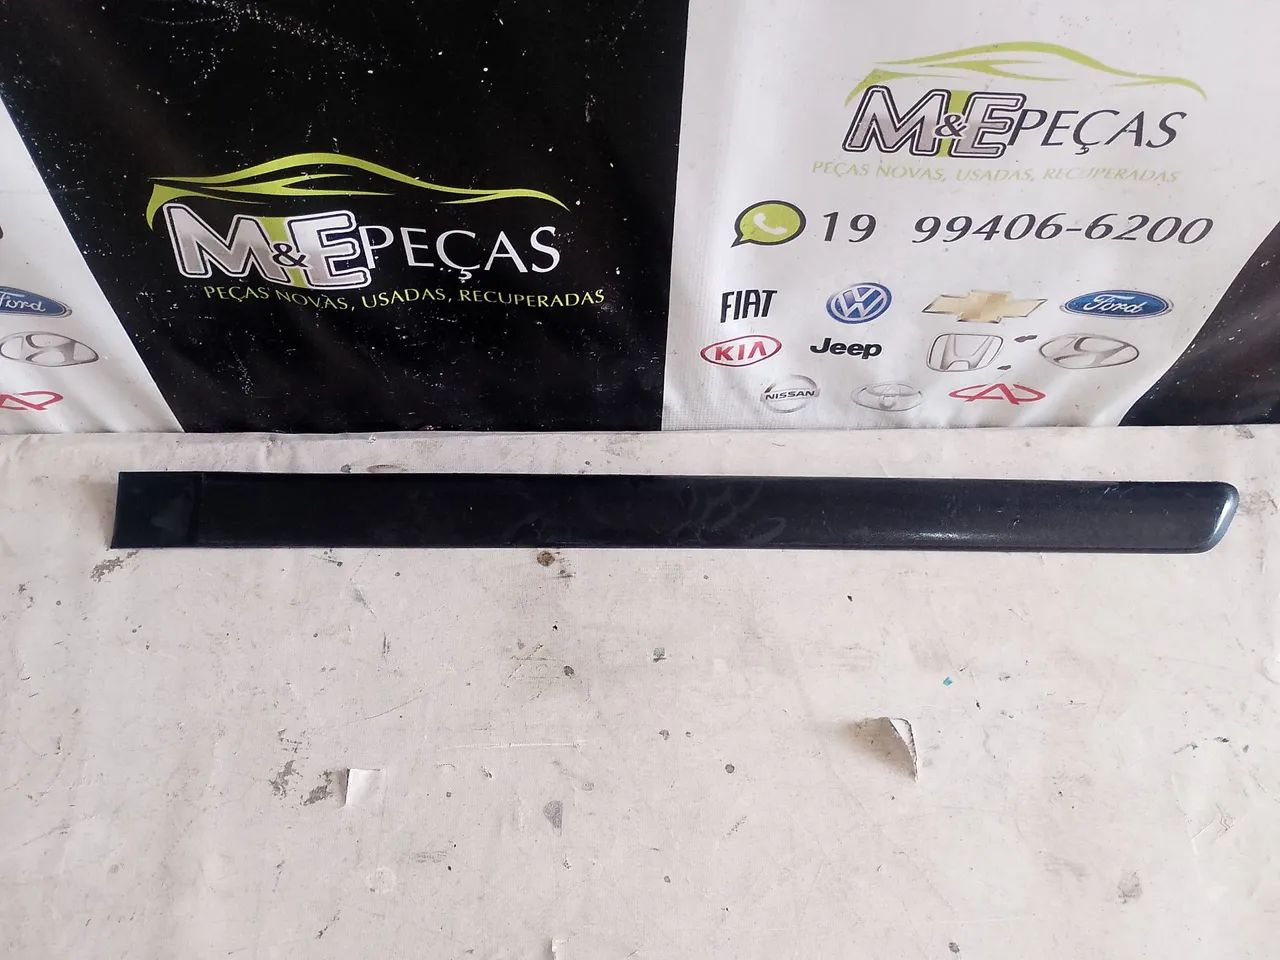 M&E PEÇAS
PEÇAS NOVAS, USADAS, RECUPERADAS
M&E PEÇAS
PEÇAS NOVAS, USADAS, RECUPERADAS
19 99406-6200
FIAT
Ford
KIA
Jeep
NISSAN
Ford